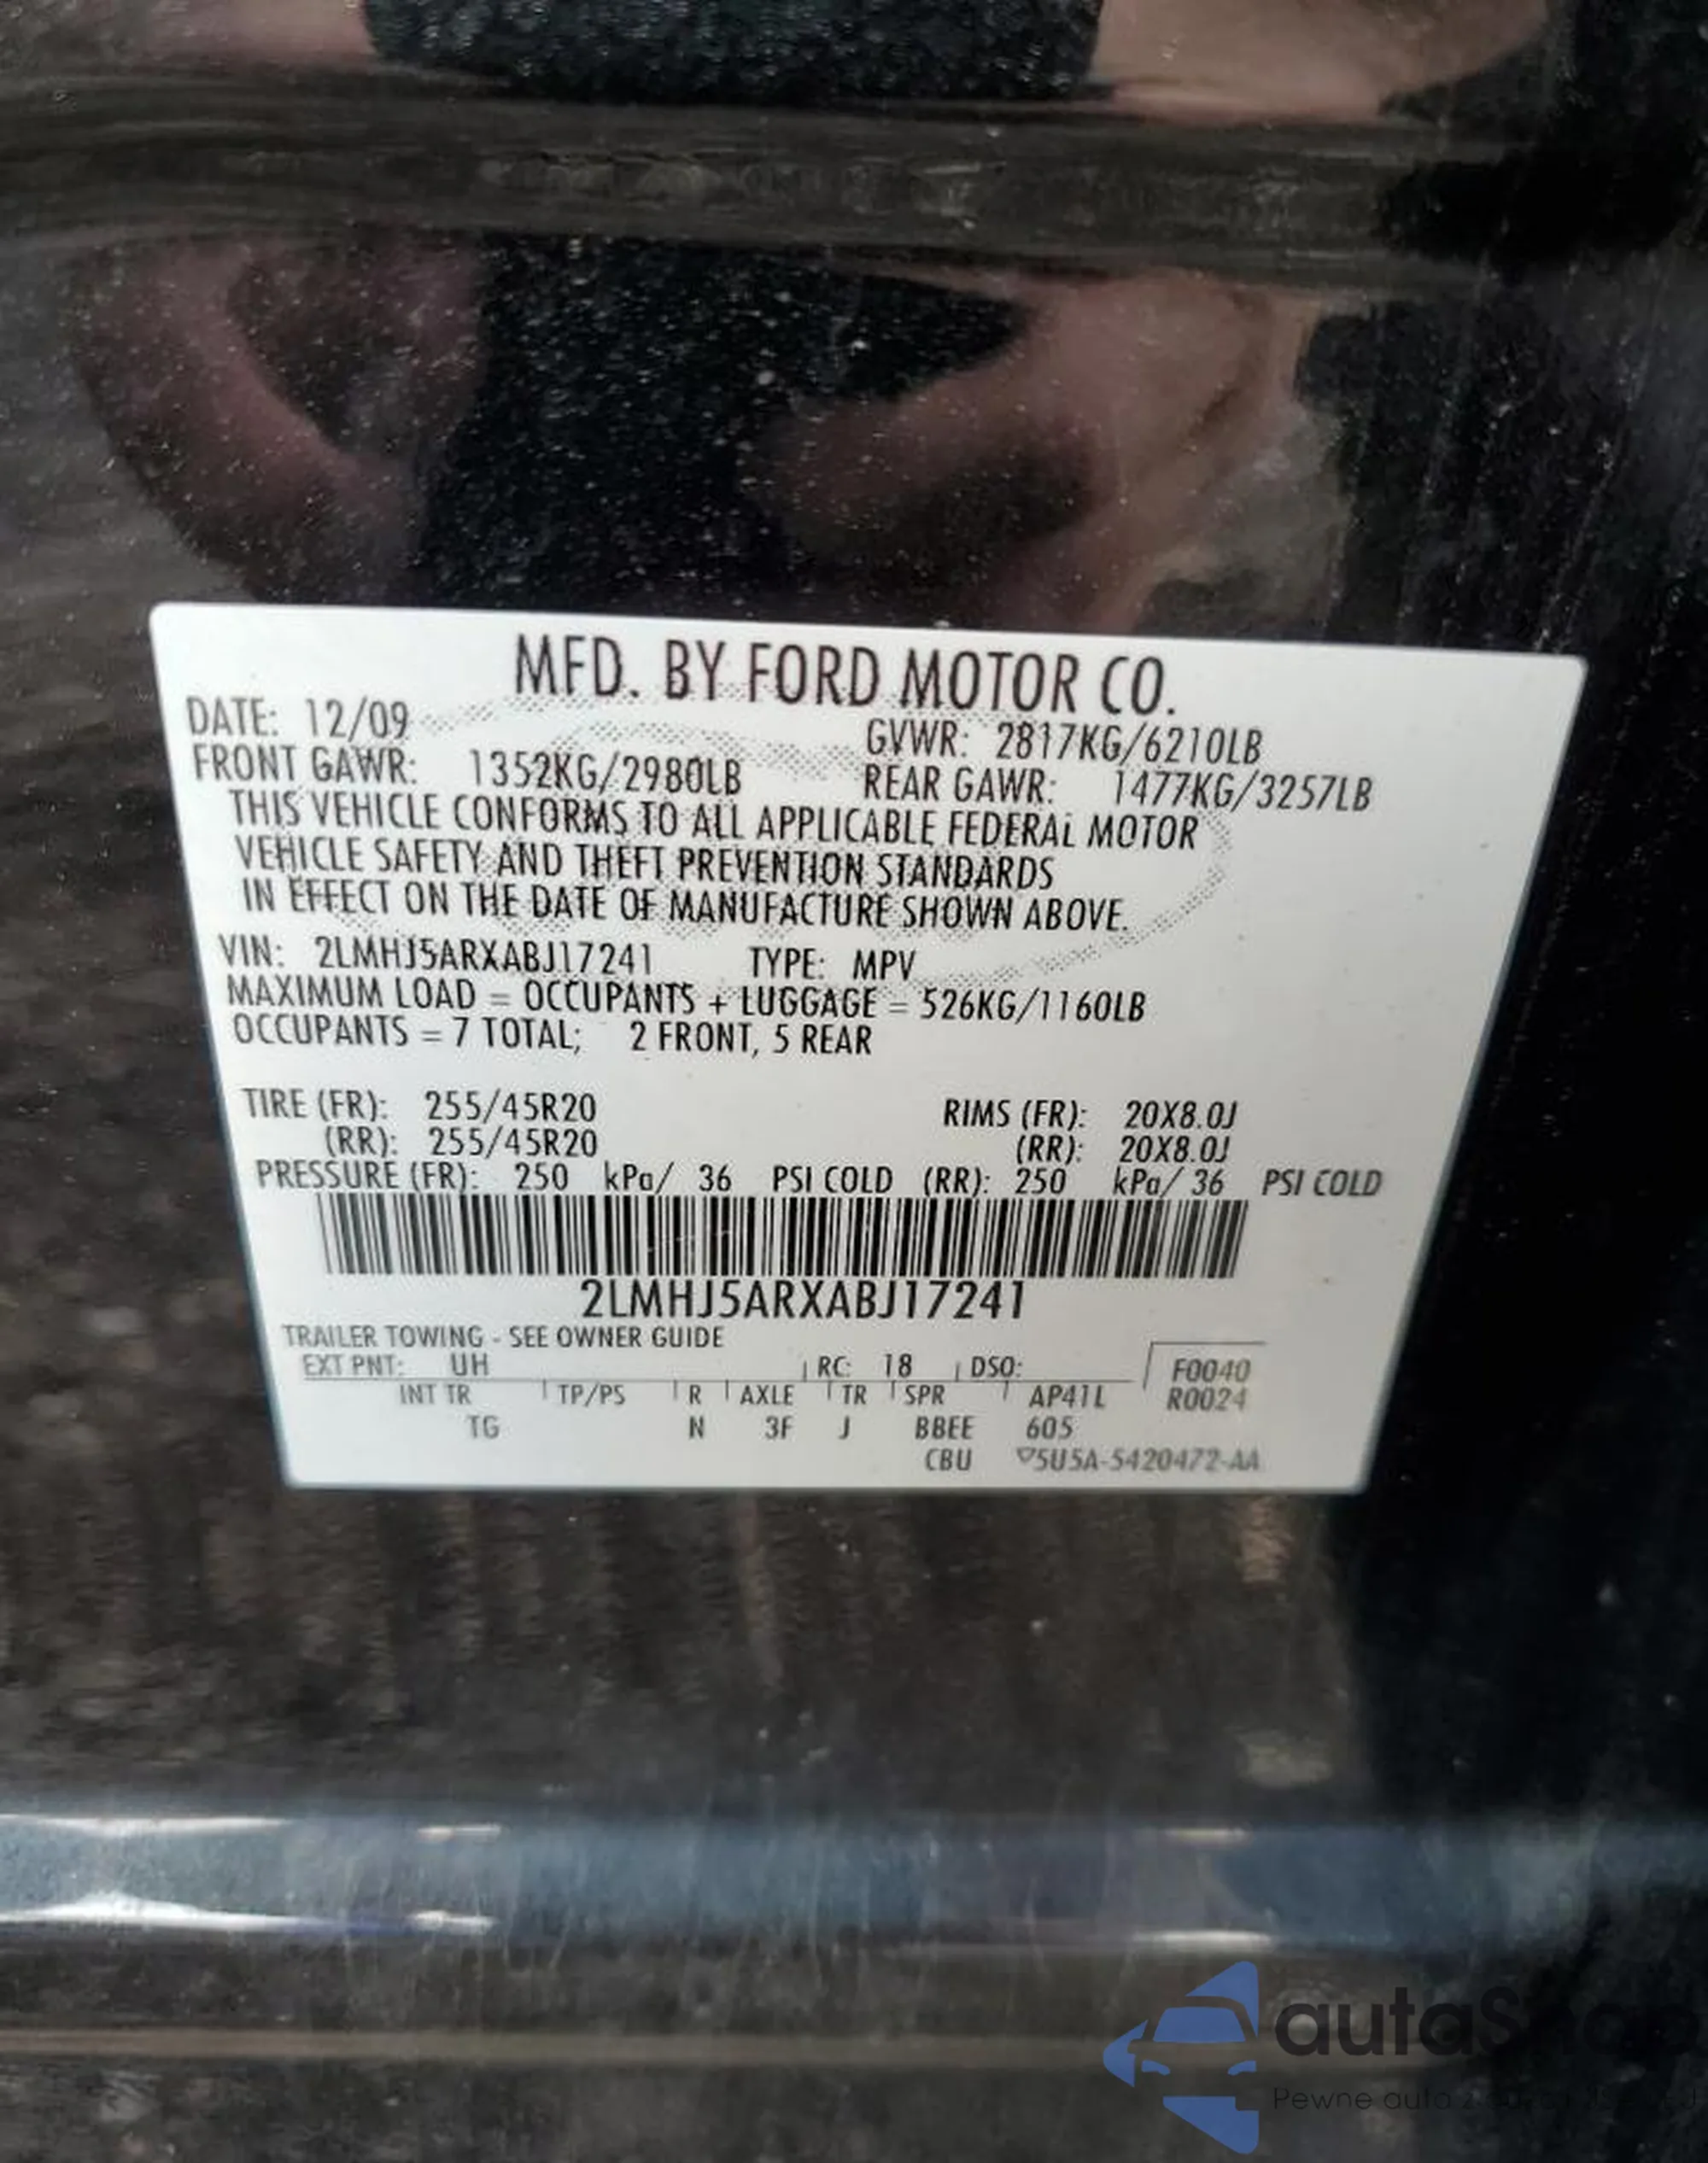 MFD. BY FORD MOTOR CO.
DATE: 12/09 GVWR: 2817KG/6210LB
FRONT GAWR: 1352KG/2980LB REAR GAWR: 1477KG/3257LB
THIS VEHICLE CONFORMS TO ALL APPLICABLE FEDERAL MOTOR
VEHICLE SAFETY AND THEFT PREVENTION STANDARDS
IN EFFECT ON THE DATE OF MANUFACTURE SHOWN ABOVE.
VIN: 2LMHJ5ARXABJ17241 TYPE: MPV
MAXIMUM LOAD = OCCUPANTS + LUGGAGE = 526KG/1160LB
OCCUPANTS = 7 TOTAL; 2 FRONT, 5 REAR
TIRE (FR): 255/45R20 RIMS (FR): 20X8.0J
(RR): 255/45R20 (RR): 20X8.0J
PRESSURE (FR): 250 kPa/ 36 PSI COLD (RR): 250 kPa/ 36 PSI COLD
2LMHJ5ARXABJ17241
TRAILER TOWING - SEE OWNER GUIDE
EXT PNT: UH RC: 18 DSO: F0040
INT TR TP/PS R AXLE TR SPR AP41L R0024
TG N 3F J BBEE 605
CBU ▽5U5A-5420472-AA
autaShop
Pewne auta z